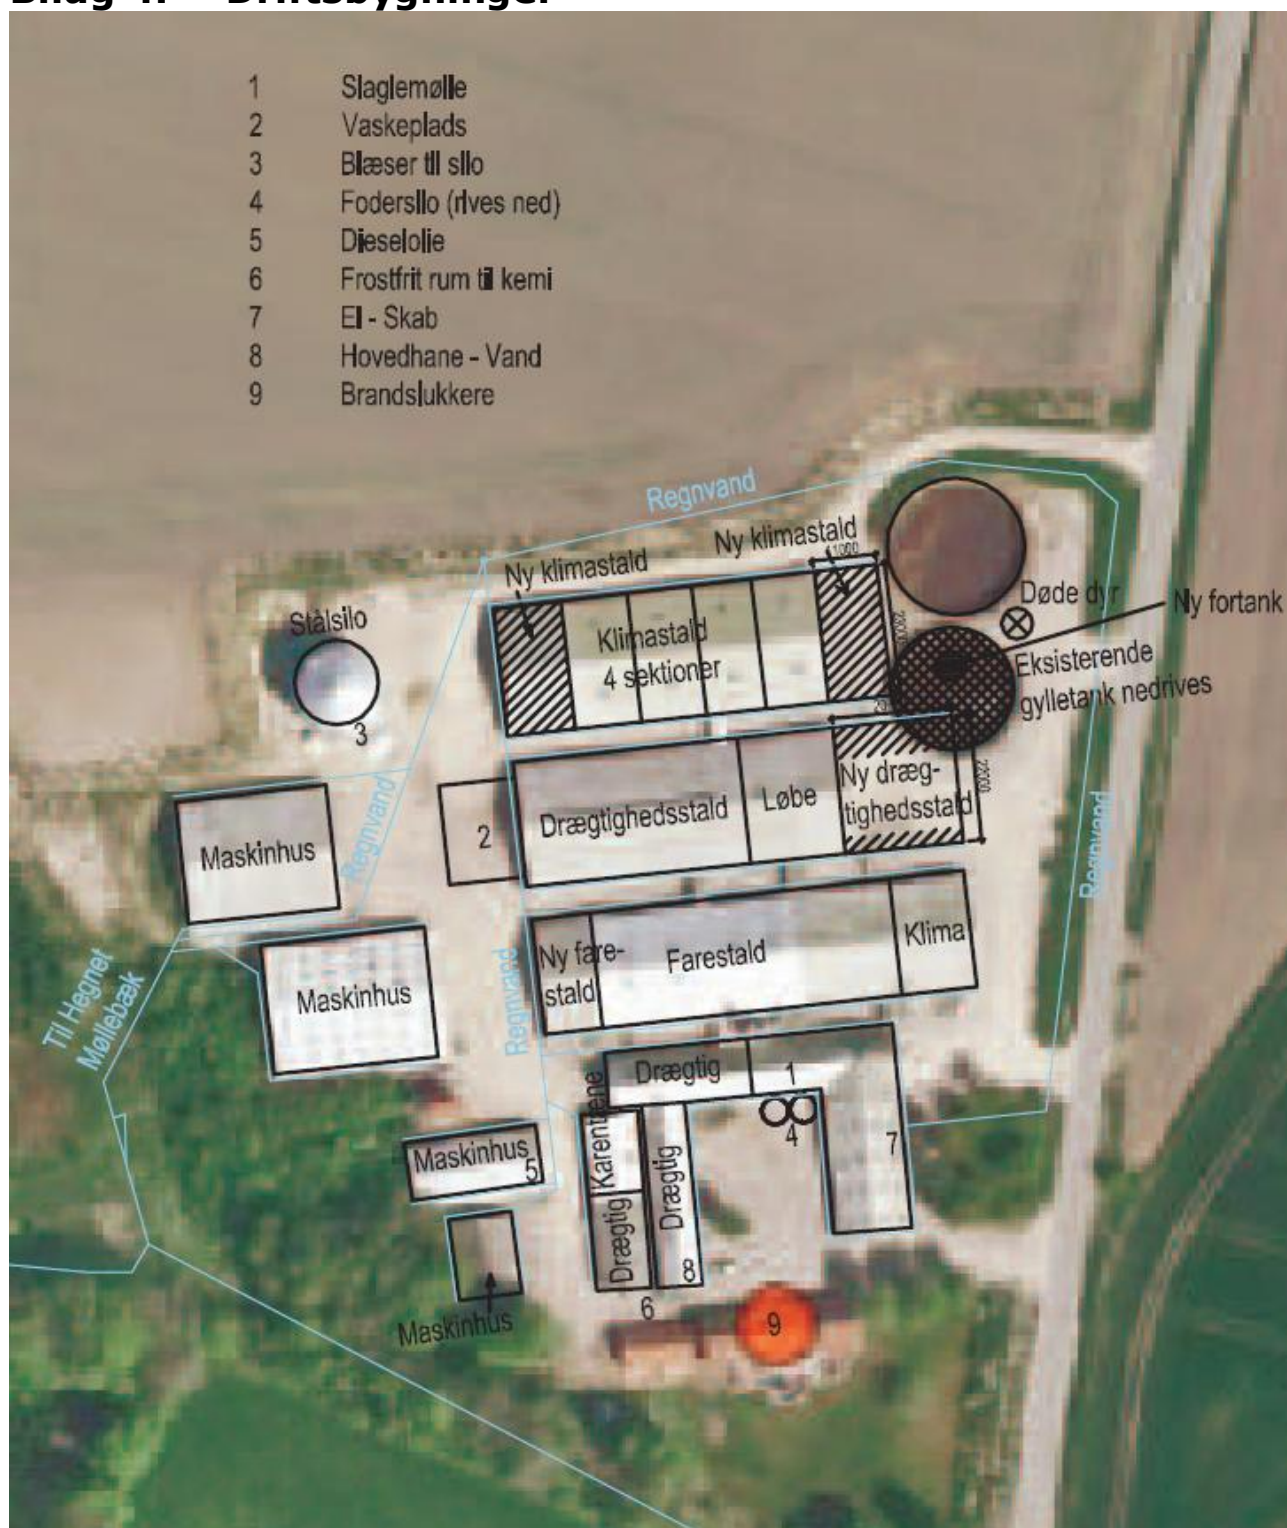 1 Slaglemølle
2 Vaskeplads
3 Blæser til silo
4 Fodersilo (rives ned)
5 Dieselolie
6 Frostfrit rum til kemi
7 El - Skab
8 Hovedhane - Vand
9 Brandslukkere
Regnvand
Ny klimastald
1000
Ny klimastald
Stålsilo
3
Klimastald
4 sektioner
Døde dyr
Ny fortank
Eksisterende
gylletank nedrives
Drægtighedsstald
Løbe
Ny dræg-
tighedsstald
22000
2
Maskinhus
Regnvand
Regnvand
Til Hegnet
Møllebæk
Maskinhus
Regnvand
Ny fare-
stald
Farestald
Klima
Drægtig
1
4
7
Karentene
Drægtig
Drægtig
8
6
Maskinhus
5
Maskinhus
9